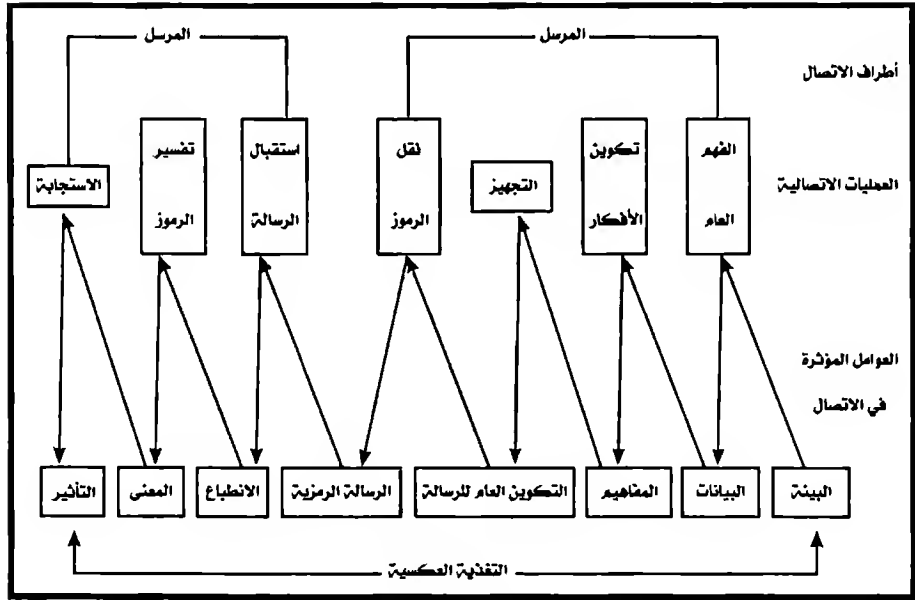 المرسل
المرسل
أطراف الاتصال
الفهم
العام
تكوين
الأفكار
التجهيز
نقل
الرموز
استقبال
الرسالة
تفسير
الرموز
الاستجابة
العمليات الاتصالية
العوامل المؤثرة
في الاتصال
البيئة
البيانات
المفاهيم
التكوين العام للرسالة
الرسالة الرمزية
الانطباع
المعنى
التأثير
التغذية العكسية